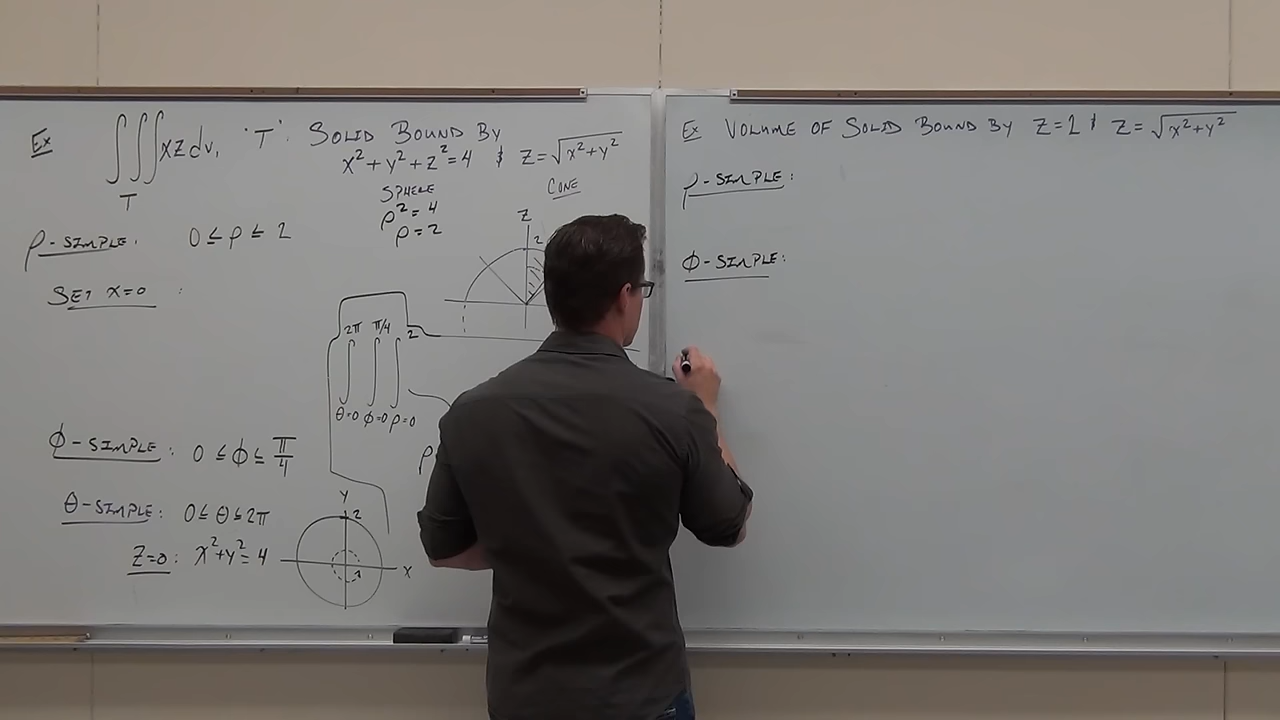 Ex ∫∫∫ xz dv, 'T': SOLID BOUND BY
T
x²+y²+z²=4 & z=√x²+y²
SPHERE
ρ²=4
ρ=2
CONE
ρ-SIMPLE: 0≤ρ≤2
SET x=0 :
z
2
2π π/4 2
∫ ∫ ∫
θ=0 φ=0 ρ=0
ρ
φ-SIMPLE: 0≤φ≤π/4
θ-SIMPLE: 0≤θ≤2π
z=0: x²+y²=4
y
2
x
Ex VOLUME OF SOLID BOUND BY z=1 & z=√x²+y²
ρ-SIMPLE:
φ-SIMPLE: